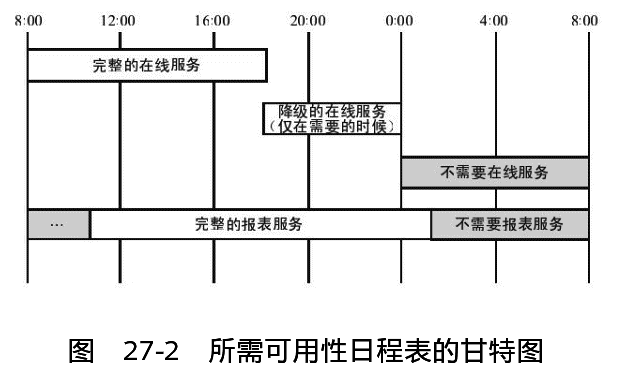 8:00 12:00 16:00 20:00 0:00 4:00 8:00
完整的在线服务
降级的在线服务
（仅在需要的时候）
不需要在线服务
… 完整的报表服务 不需要报表服务
图 27-2 所需可用性日程表的甘特图